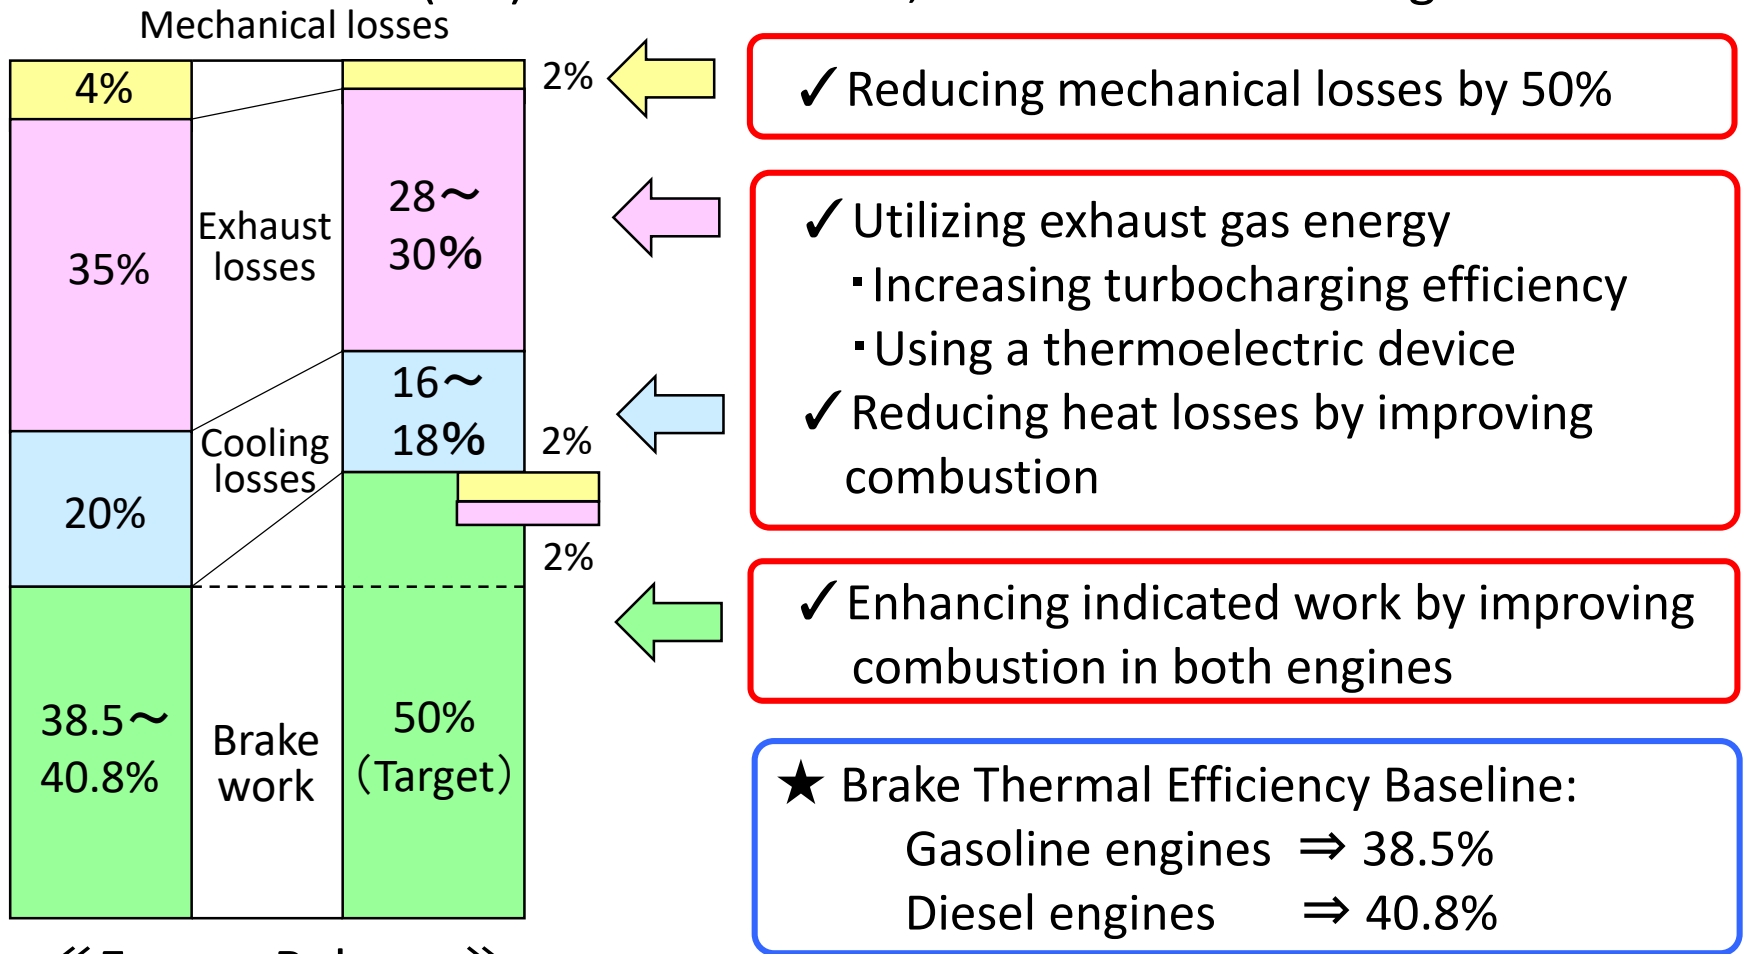 Mechanical losses
4%
2%
35%
Exhaust
losses
28～
30%
20%
Cooling
losses
16～
18%
2%
2%
38.5～
40.8%
Brake
work
50%
（Target）
✓Reducing mechanical losses by 50%
✓Utilizing exhaust gas energy
・Increasing turbocharging efficiency
・Using a thermoelectric device
✓Reducing heat losses by improving
combustion
✓Enhancing indicated work by improving
combustion in both engines
★ Brake Thermal Efficiency Baseline:
Gasoline engines ⇒ 38.5%
Diesel engines ⇒ 40.8%